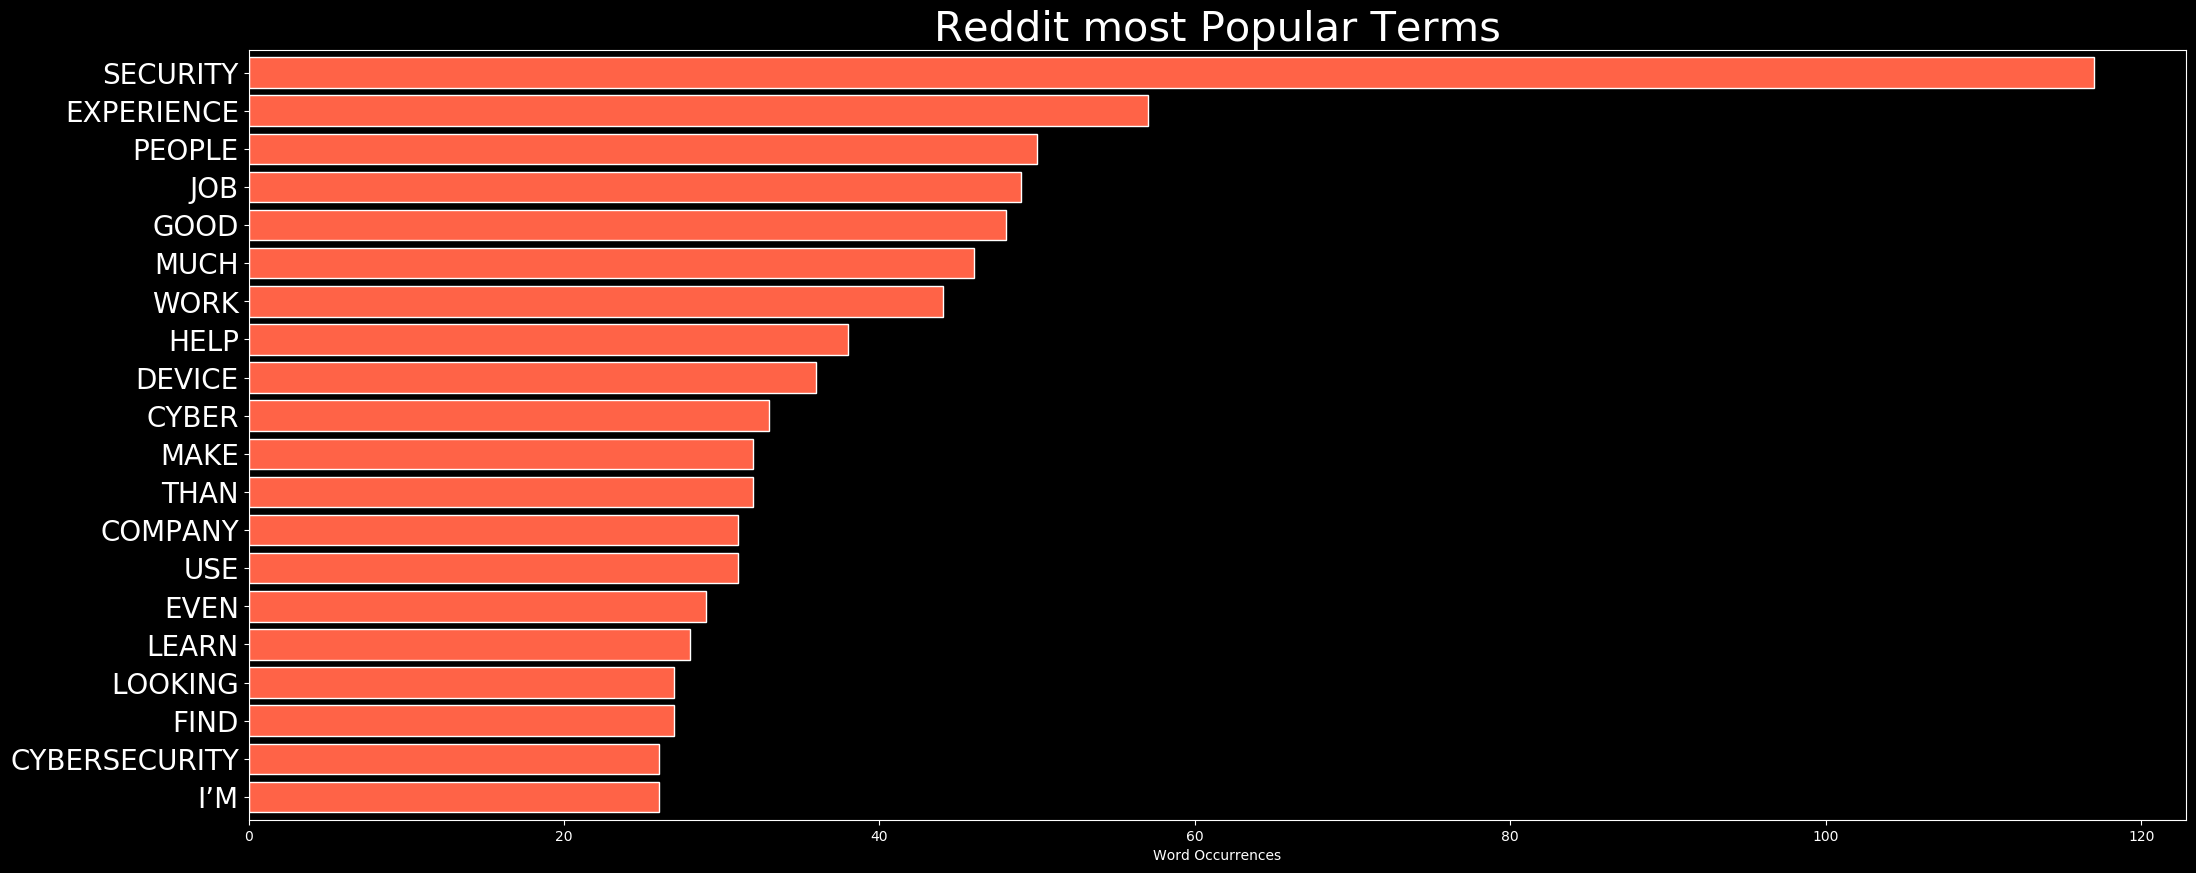 Reddit most Popular Terms
SECURITY
EXPERIENCE
PEOPLE
JOB
GOOD
MUCH
WORK
HELP
DEVICE
CYBER
MAKE
THAN
COMPANY
USE
EVEN
LEARN
LOOKING
FIND
CYBERSECURITY
I’M
0 20 40 60 80 100 120
Word Occurrences